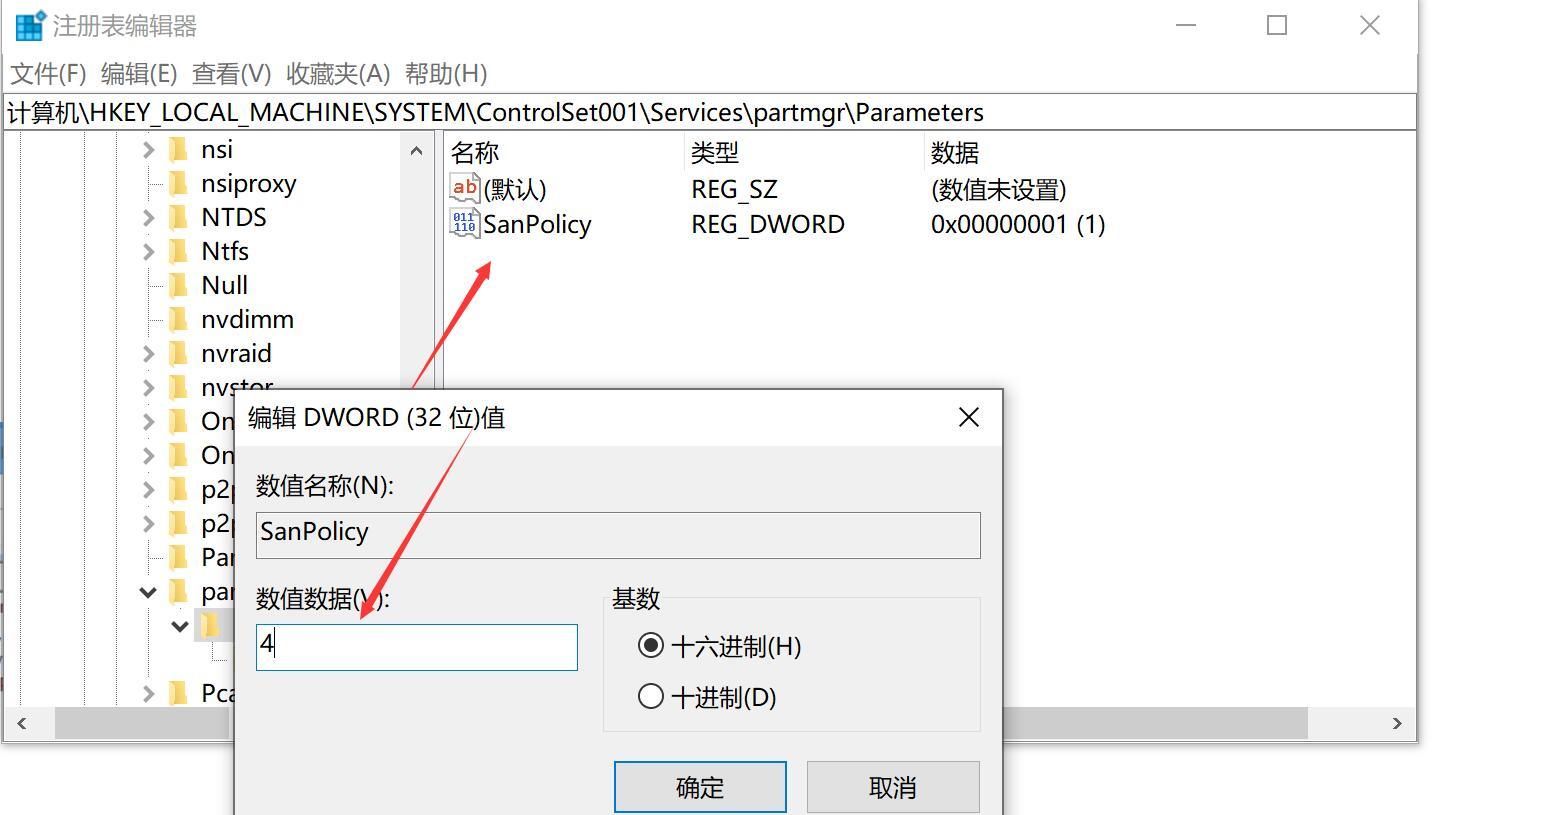 注册表编辑器
文件(F) 编辑(E) 查看(V) 收藏夹(A) 帮助(H)
计算机\HKEY_LOCAL_MACHINE\SYSTEM\ControlSet001\Services\partmgr\Parameters
nsi
nsiproxy
NTDS
Ntfs
Null
nvdimm
nvraid
nvstor
On
On
p2p
p2p
Par
par
Pca
名称 类型 数据
(默认) REG_SZ (数值未设置)
SanPolicy REG_DWORD 0x00000001 (1)
编辑 DWORD (32 位)值
数值名称(N):
SanPolicy
数值数据(V):
4
基数
十六进制(H)
十进制(D)
确定 取消